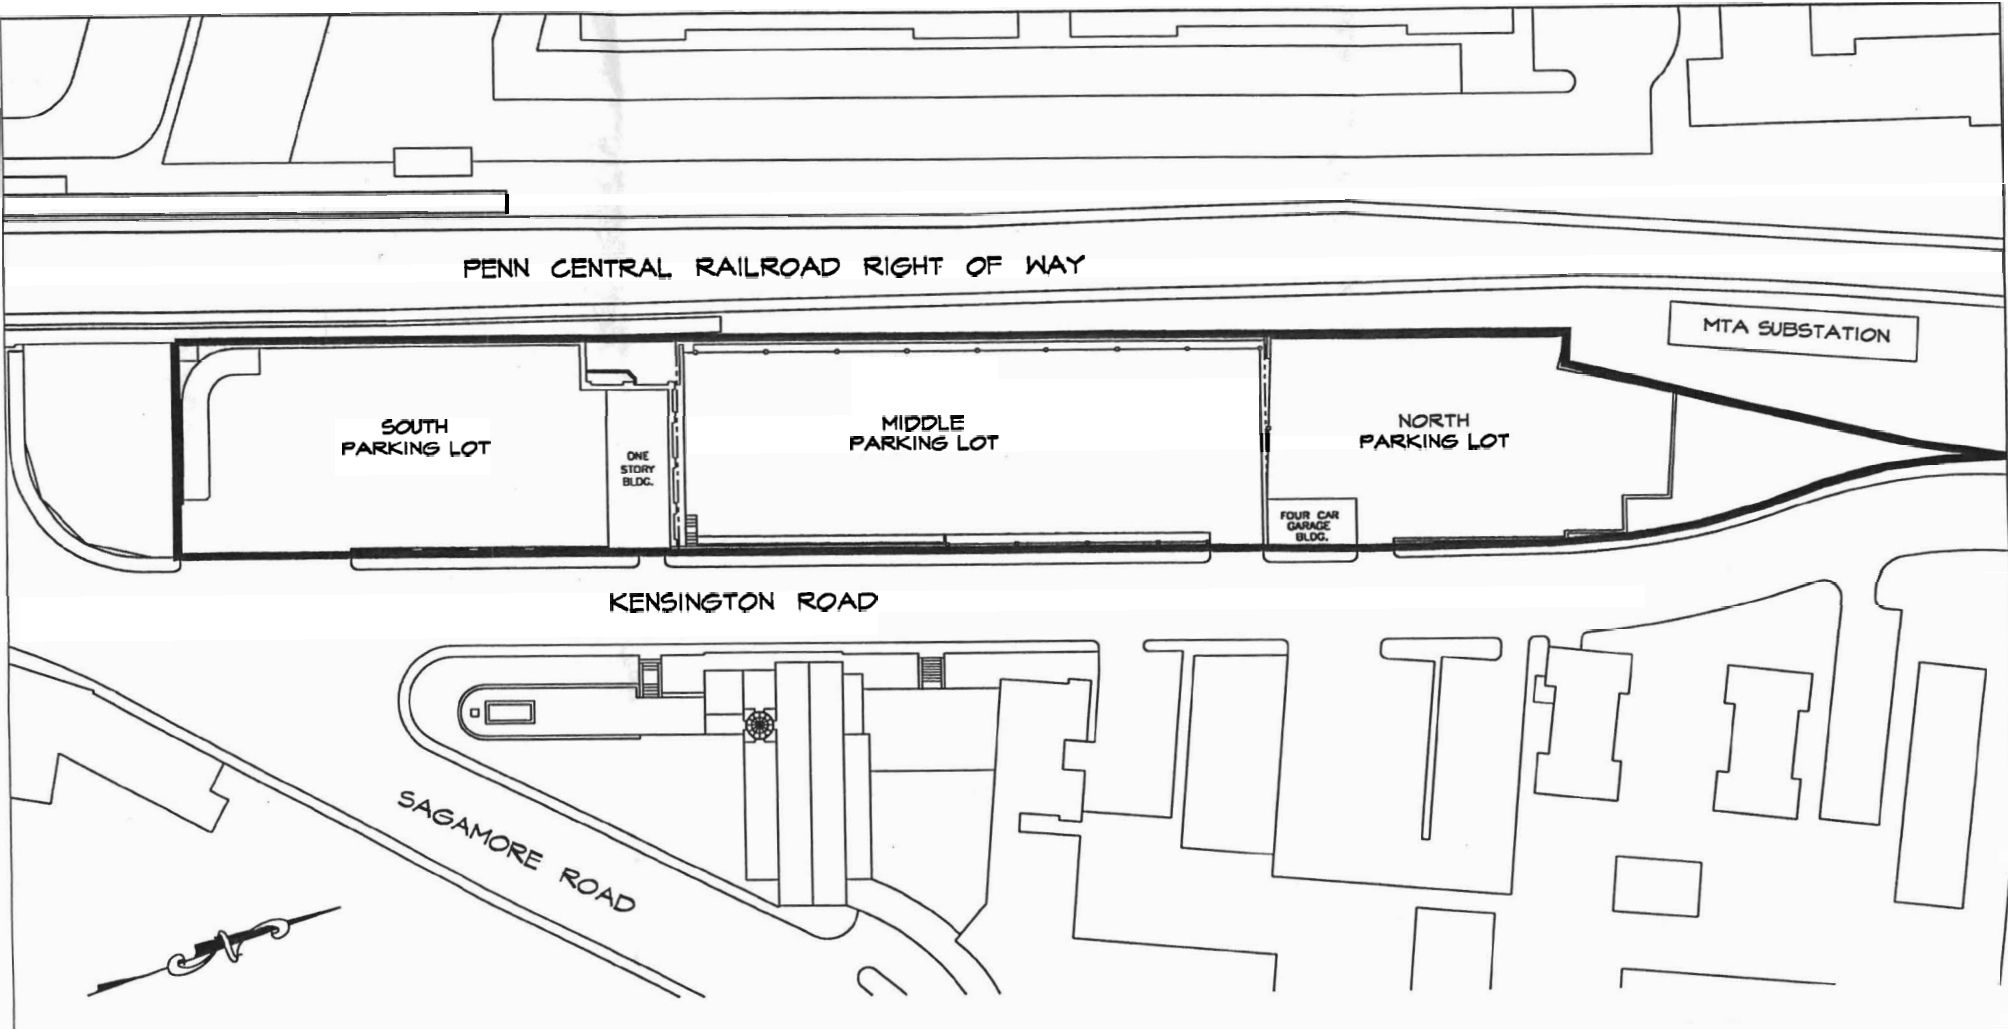 PENN CENTRAL RAILROAD RIGHT OF WAY
MTA SUBSTATION
SOUTH
PARKING LOT
ONE
STORY
BLDG.
MIDDLE
PARKING LOT
NORTH
PARKING LOT
FOUR CAR
GARAGE
BLDG.
KENSINGTON ROAD
SAGAMORE ROAD
N